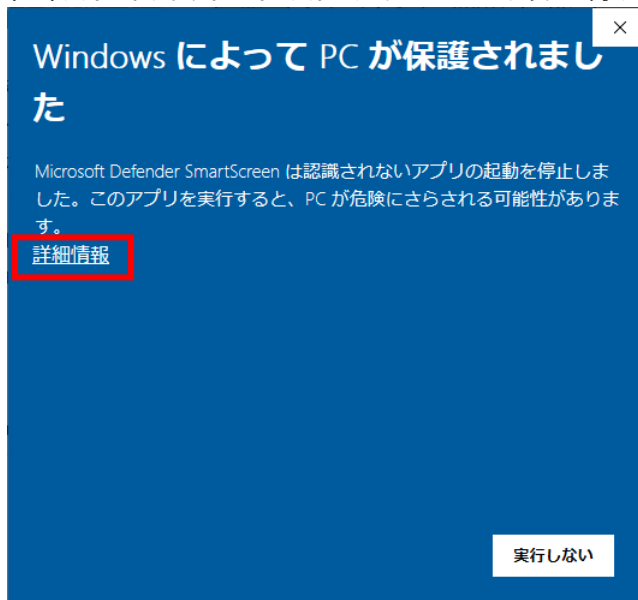 Windows によって PC が保護されまし
た
Microsoft Defender SmartScreen は認識されないアプリの起動を停止しま
した。このアプリを実行すると、PC が危険にさらされる可能性がありま
す。
詳細情報
実行しない